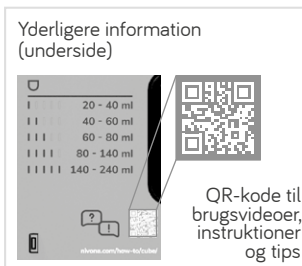 Yderligere information
(underside)
20 - 40 ml
40 - 60 ml
60 - 80 ml
80 - 140 ml
140 - 240 ml
? !
nivona.com/how-to/cube/
QR-kode til
brugsvideoer,
instruktioner
og tips